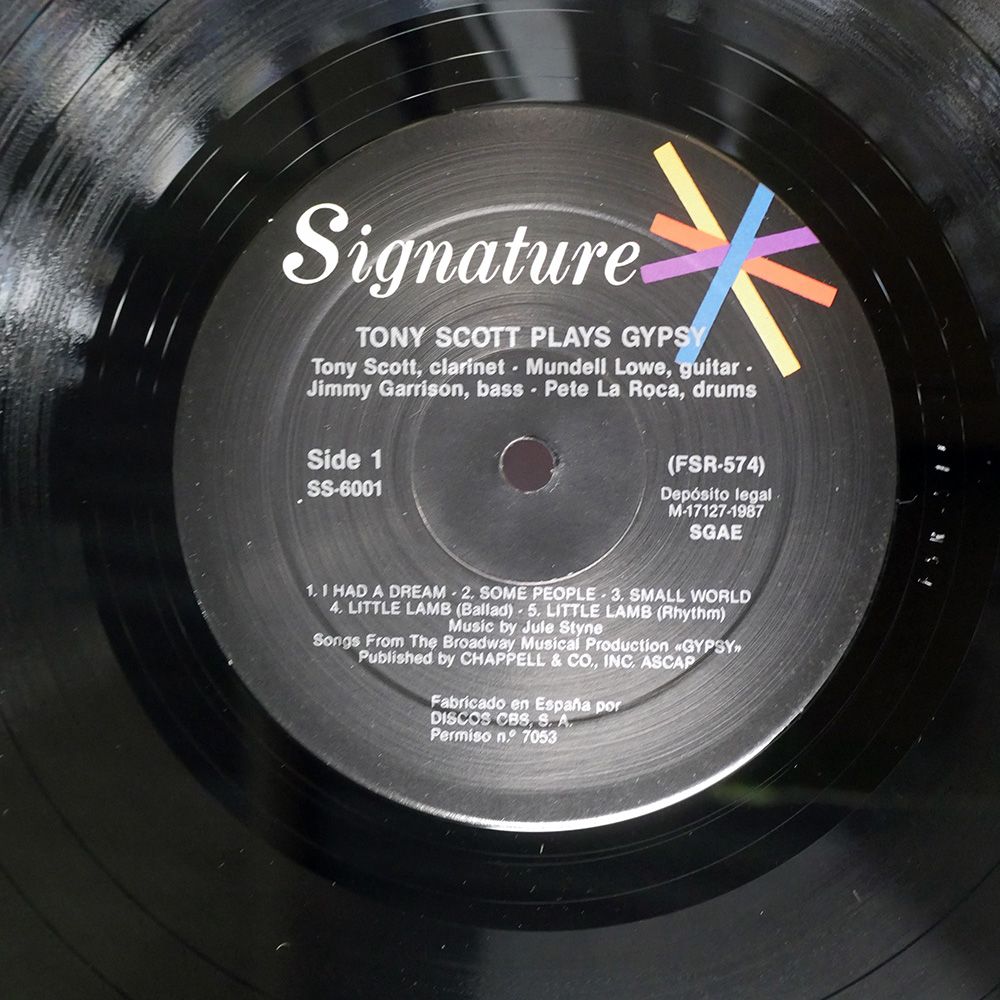 Signature
TONY SCOTT PLAYS GYPSY
Tony Scott, clarinet · Mundell Lowe, guitar ·
Jimmy Garrison, bass · Pete La Roca, drums
Side 1
SS-6001
(FSR-574)
Depósito legal
M-17127-1987
SGAE
1. I HAD A DREAM - 2. SOME PEOPLE - 3. SMALL WORLD
4. LITTLE LAMB (Ballad) - 5. LITTLE LAMB (Rhythm)
Music by Jule Styne
Songs From The Broadway Musical Production «GYPSY»
Published by CHAPPELL & CO., INC. ASCAP
Fabricado en España por
DISCOS CBS, S. A.
Permiso n.º 7053